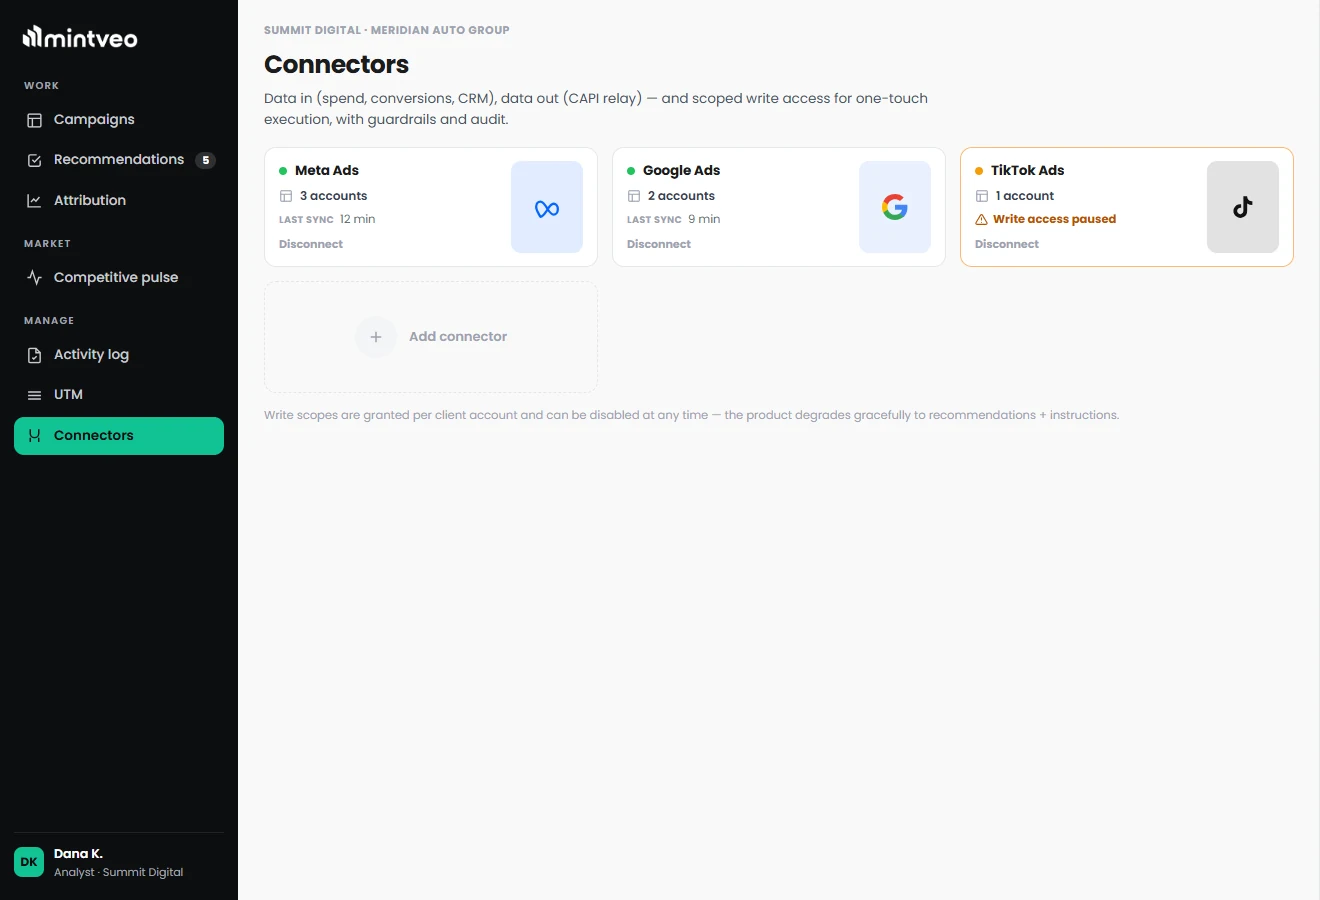 mintveo
WORK
Campaigns
Recommendations 5
Attribution
MARKET
Competitive pulse
MANAGE
Activity log
UTM
Connectors
DK
Dana K.
Analyst · Summit Digital
SUMMIT DIGITAL · MERIDIAN AUTO GROUP
Connectors
Data in (spend, conversions, CRM), data out (CAPI relay) — and scoped write access for one-touch
execution, with guardrails and audit.
Meta Ads
3 accounts
LAST SYNC 12 min
Disconnect
Google Ads
2 accounts
LAST SYNC 9 min
Disconnect
TikTok Ads
1 account
Write access paused
Disconnect
Add connector
Write scopes are granted per client account and can be disabled at any time — the product degrades gracefully to recommendations + instructions.